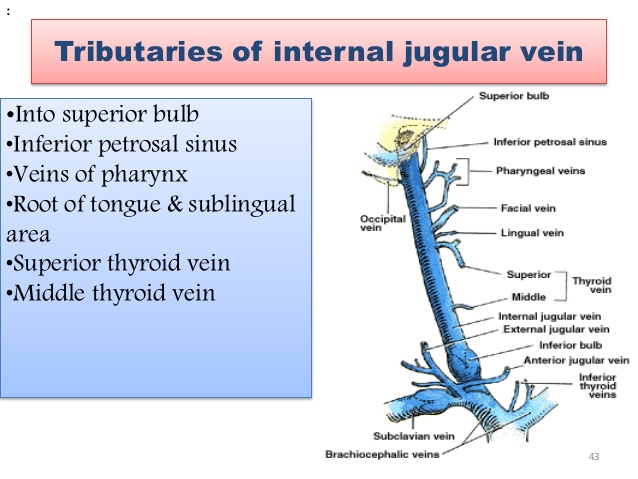 :
Tributaries of internal jugular vein
•Into superior bulb
•Inferior petrosal sinus
•Veins of pharynx
•Root of tongue & sublingual
area
•Superior thyroid vein
•Middle thyroid vein
Superior bulb
Inferior petrosal sinus
Pharyngeal veins
Occipital
vein
Facial vein
Lingual vein
Superior
Thyroid
vein
Middle
Internal jugular vein
External jugular vein
Inferior bulb
Anterior jugular vein
Inferior
thyroid
veins
Subclavian vein
Brachiocephalic veins
43